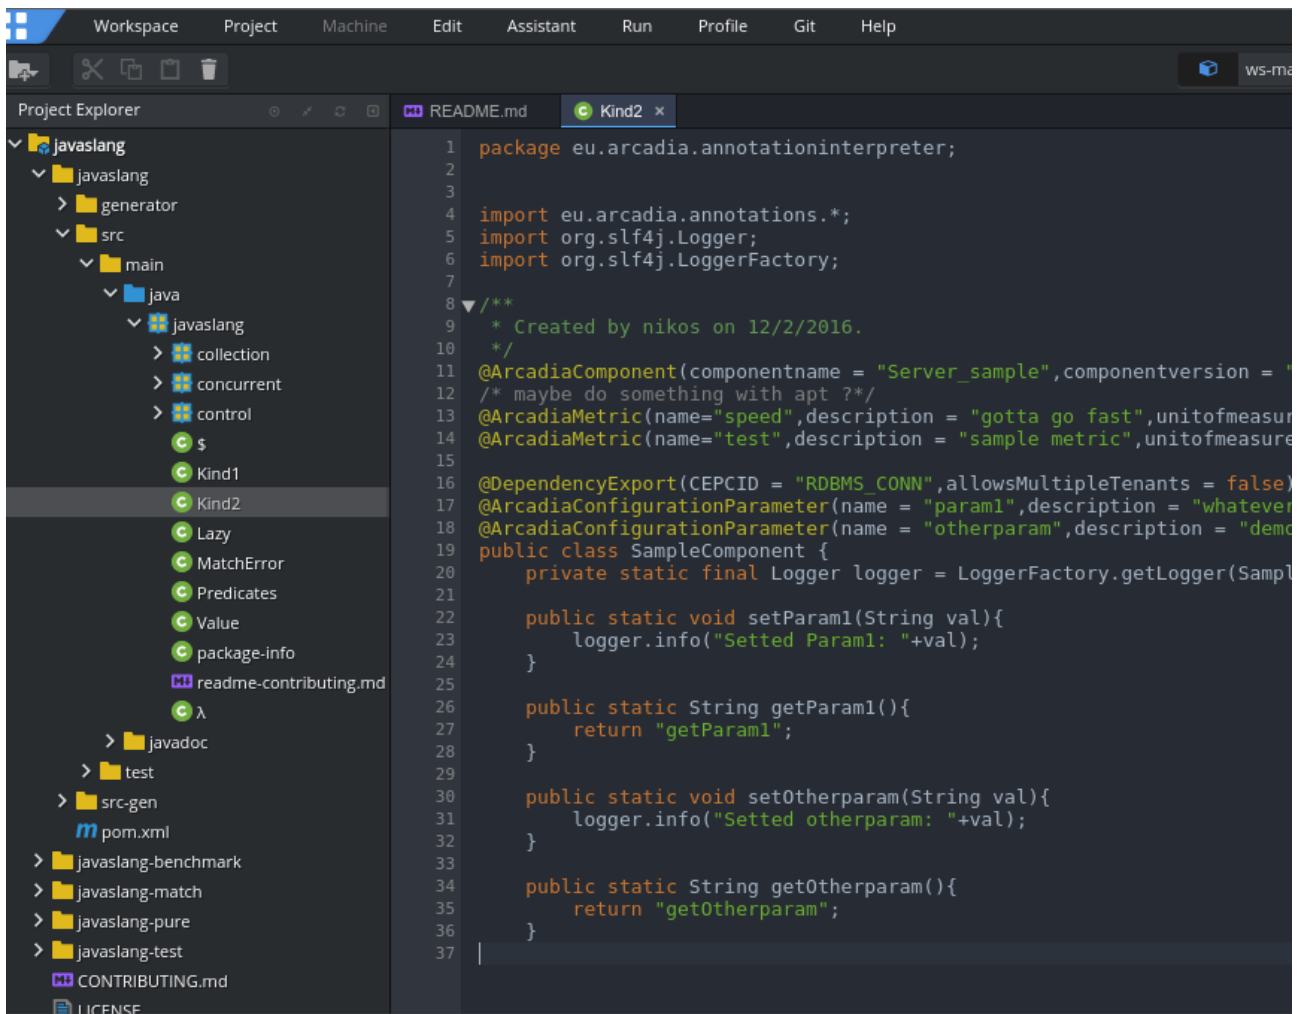 Workspace Project Machine Edit Assistant Run Profile Git Help
ws-ma
Project Explorer
README.md Kind2 ×
javaslang
javaslang
generator
src
main
java
javaslang
collection
concurrent
control
$
Kind1
Kind2
Lazy
MatchError
Predicates
Value
package-info
readme-contributing.md
λ
javadoc
test
src-gen
pom.xml
javaslang-benchmark
javaslang-match
javaslang-pure
javaslang-test
CONTRIBUTING.md
LICENSE
1 package eu.arcadia.annotationinterpreter;
2
3
4 import eu.arcadia.annotations.*;
5 import org.slf4j.Logger;
6 import org.slf4j.LoggerFactory;
7
8 /**
9 * Created by nikos on 12/2/2016.
10 */
11 @ArcadiaComponent(componentname = "Server_sample",componentversion = "
12 /* maybe do something with apt ?*/
13 @ArcadiaMetric(name="speed",description = "gotta go fast",unitofmeasur
14 @ArcadiaMetric(name="test",description = "sample metric",unitofmeasure
15
16 @DependencyExport(CEPCID = "RDBMS_CONN",allowsMultipleTenants = false)
17 @ArcadiaConfigurationParameter(name = "param1",description = "whatever
18 @ArcadiaConfigurationParameter(name = "otherparam",description = "demo
19 public class SampleComponent {
20 private static final Logger logger = LoggerFactory.getLogger(Sampl
21
22 public static void setParam1(String val){
23 logger.info("Setted Param1: "+val);
24 }
25
26 public static String getParam1(){
27 return "getParam1";
28 }
29
30 public static void setOtherparam(String val){
31 logger.info("Setted otherparam: "+val);
32 }
33
34 public static String getOtherparam(){
35 return "getOtherparam";
36 }
37